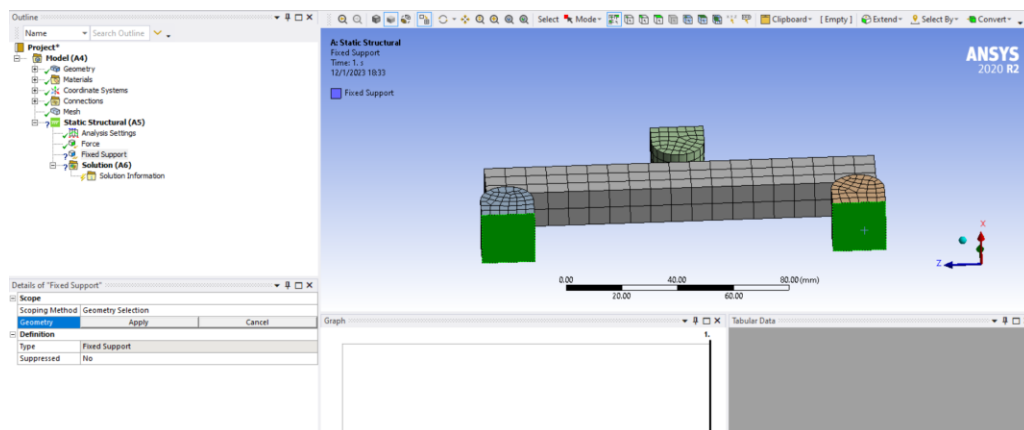 Outline
Name Search Outline
Project*
Model (A4)
Geometry
Materials
Coordinate Systems
Connections
Mesh
Static Structural (A5)
Analysis Settings
Force
Fixed Support
Solution (A6)
Solution Information
Details of "Fixed Support"
Scope
Scoping Method Geometry Selection
Geometry Apply Cancel
Definition
Type Fixed Support
Suppressed No
Select Mode Clipboard [ Empty ] Extend Select By Convert
A: Static Structural
Fixed Support
Time: 1. s
12/1/2023 18:33
Fixed Support
ANSYS
2020 R2
X
Z
0.00 40.00 80.00 (mm)
20.00 60.00
Graph
1.
Tabular Data